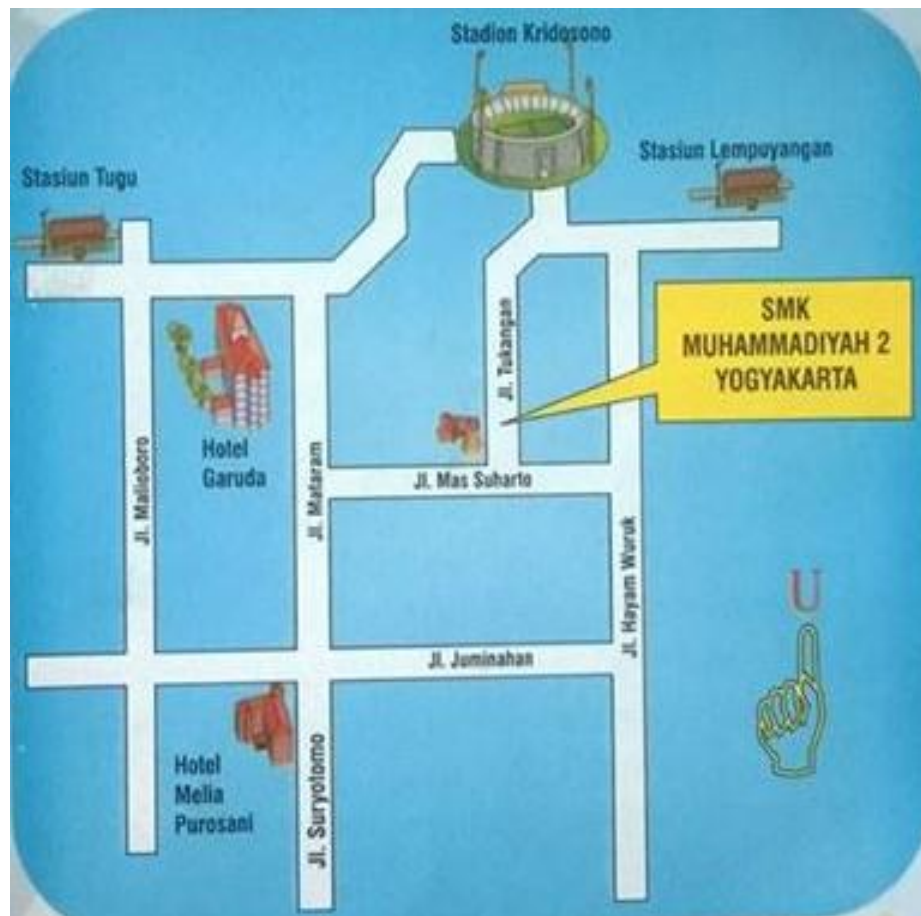 Stadion Kridosono
Stasiun Lempuyangan
Stasiun Tugu
SMK
MUHAMMADIYAH 2
YOGYAKARTA
Jl. Tukangan
Hotel
Garuda
Jl. Malioboro
Jl. Mataram
Jl. Mas Suharto
Jl. Hayam Wuruk
U
Jl. Juminahan
Hotel
Melia
Purosani
Jl. Suryotomo